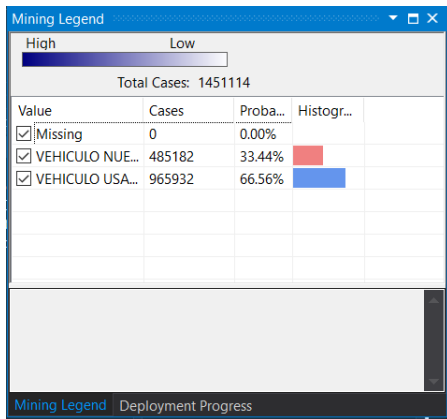 Mining Legend
High Low
Total Cases: 1451114
Value Cases Proba... Histogr...
Missing 0 0.00%
VEHICULO NUE... 485182 33.44%
VEHICULO USA... 965932 66.56%
Mining Legend Deployment Progress